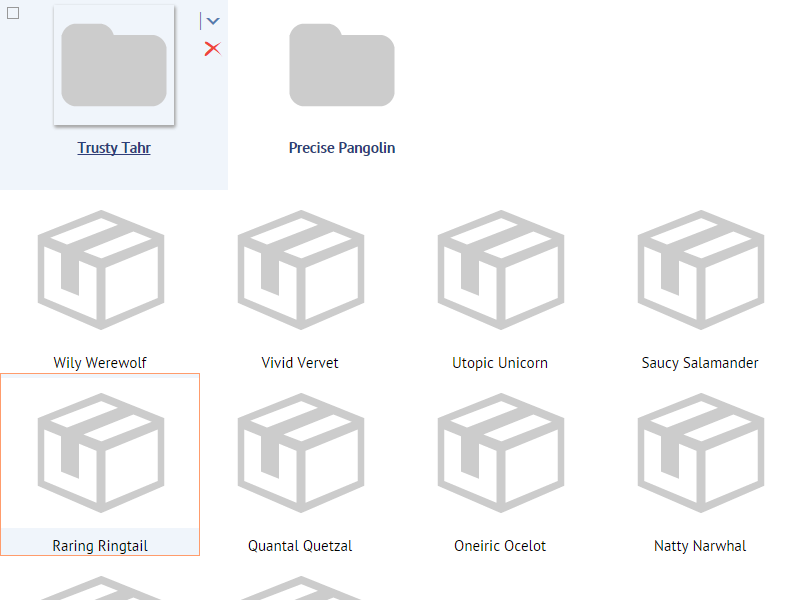 Trusty Tahr
Precise Pangolin
Wily Werewolf
Vivid Vervet
Utopic Unicorn
Saucy Salamander
Raring Ringtail
Quantal Quetzal
Oneiric Ocelot
Natty Narwhal